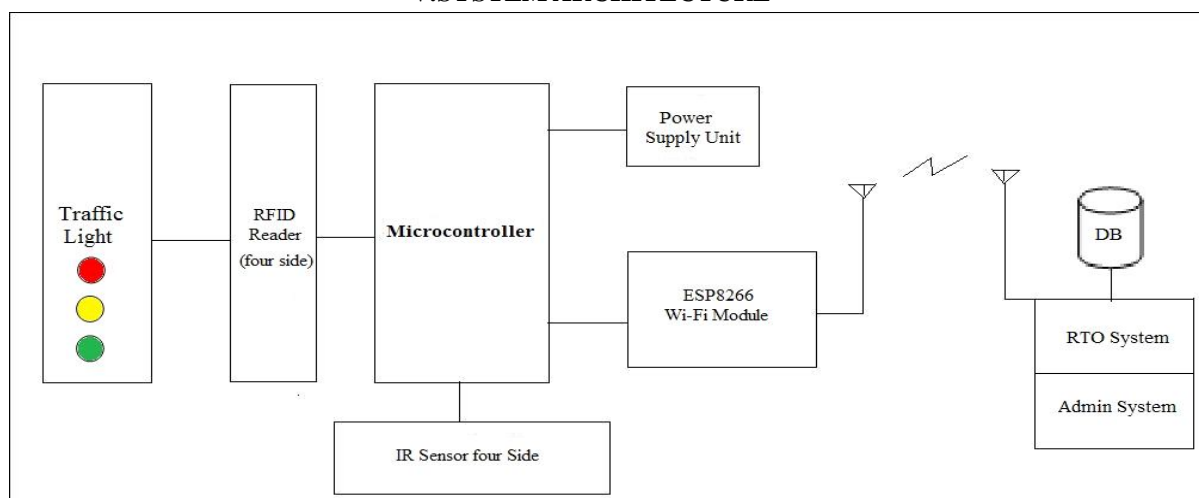 Traffic
Light
RFID
Reader
(four side)
Microcontroller
Power
Supply Unit
ESP8266
Wi-Fi Module
IR Sensor four Side
DB
RTO System
Admin System